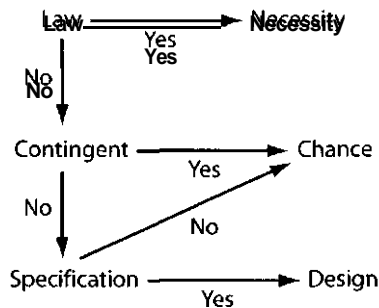 Law Necessity
Yes
No
Contingent Chance
Yes
No
No
Specification Design
Yes